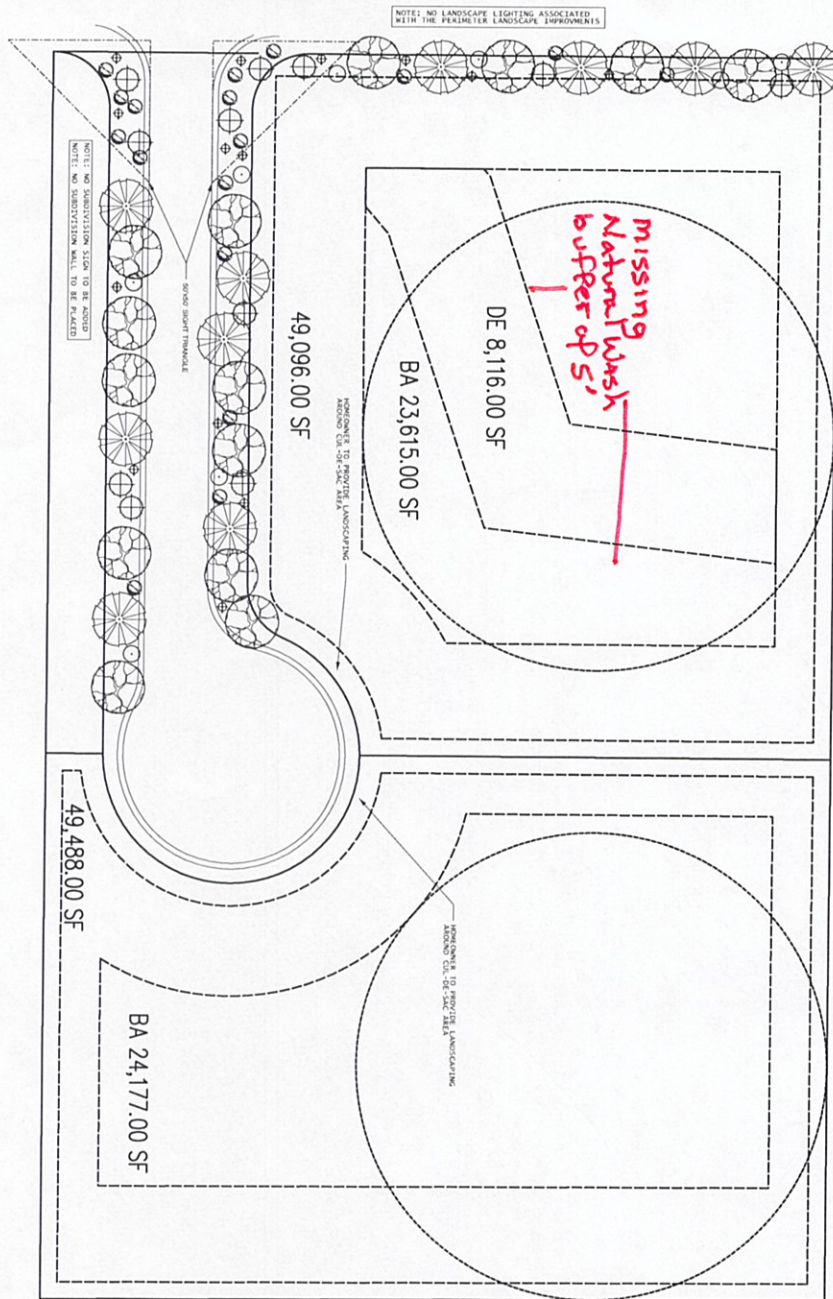 NOTE: NO LANDSCAPE LIGHTING ASSOCIATED
WITH THE PERIMETER LANDSCAPE IMPROVMENTS
NOTE: NO SUBDIVISION SIGN TO BE ADDED
NOTE: NO SUBDIVISION WALL TO BE PLACED
50'X50' SIGHT TRIANGLE
missing
Natural Wash
buffer of 5'
DE 8,116.00 SF
BA 23,615.00 SF
49,096.00 SF
HOMEOWNER TO PROVIDE LANDSCAPING
AROUND CUL-DE-SAC AREA
49,488.00 SF
HOMEOWNER TO PROVIDE LANDSCAPING
AROUND CUL-DE-SAC AREA
BA 24,177.00 SF